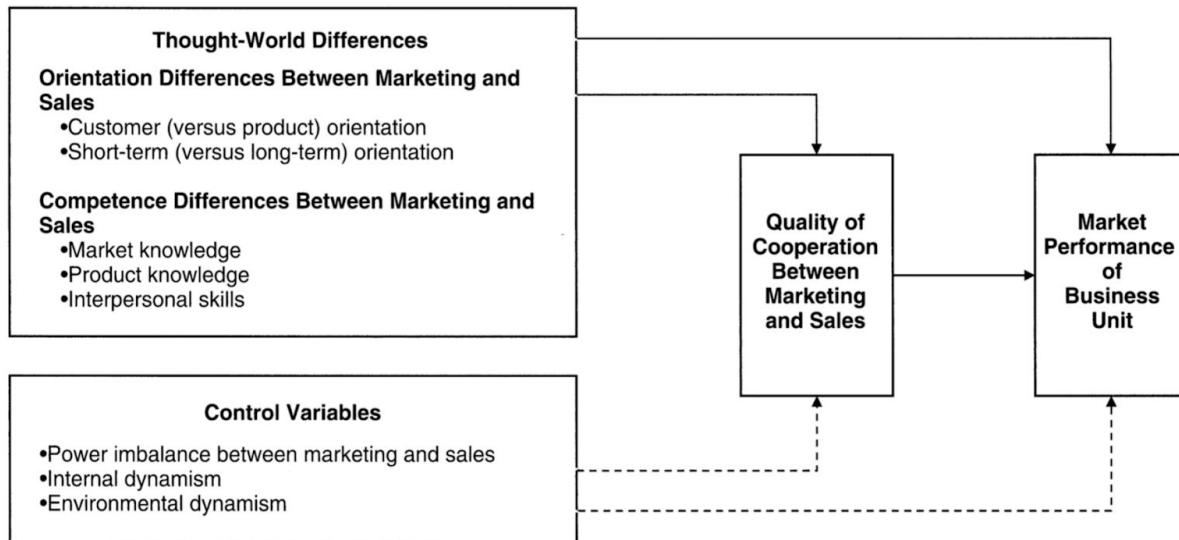 Thought-World Differences
Orientation Differences Between Marketing and
Sales
•Customer (versus product) orientation
•Short-term (versus long-term) orientation
Competence Differences Between Marketing and
Sales
•Market knowledge
•Product knowledge
•Interpersonal skills
Quality of
Cooperation
Between
Marketing
and Sales
Market
Performance
of
Business
Unit
Control Variables
•Power imbalance between marketing and sales
•Internal dynamism
•Environmental dynamism